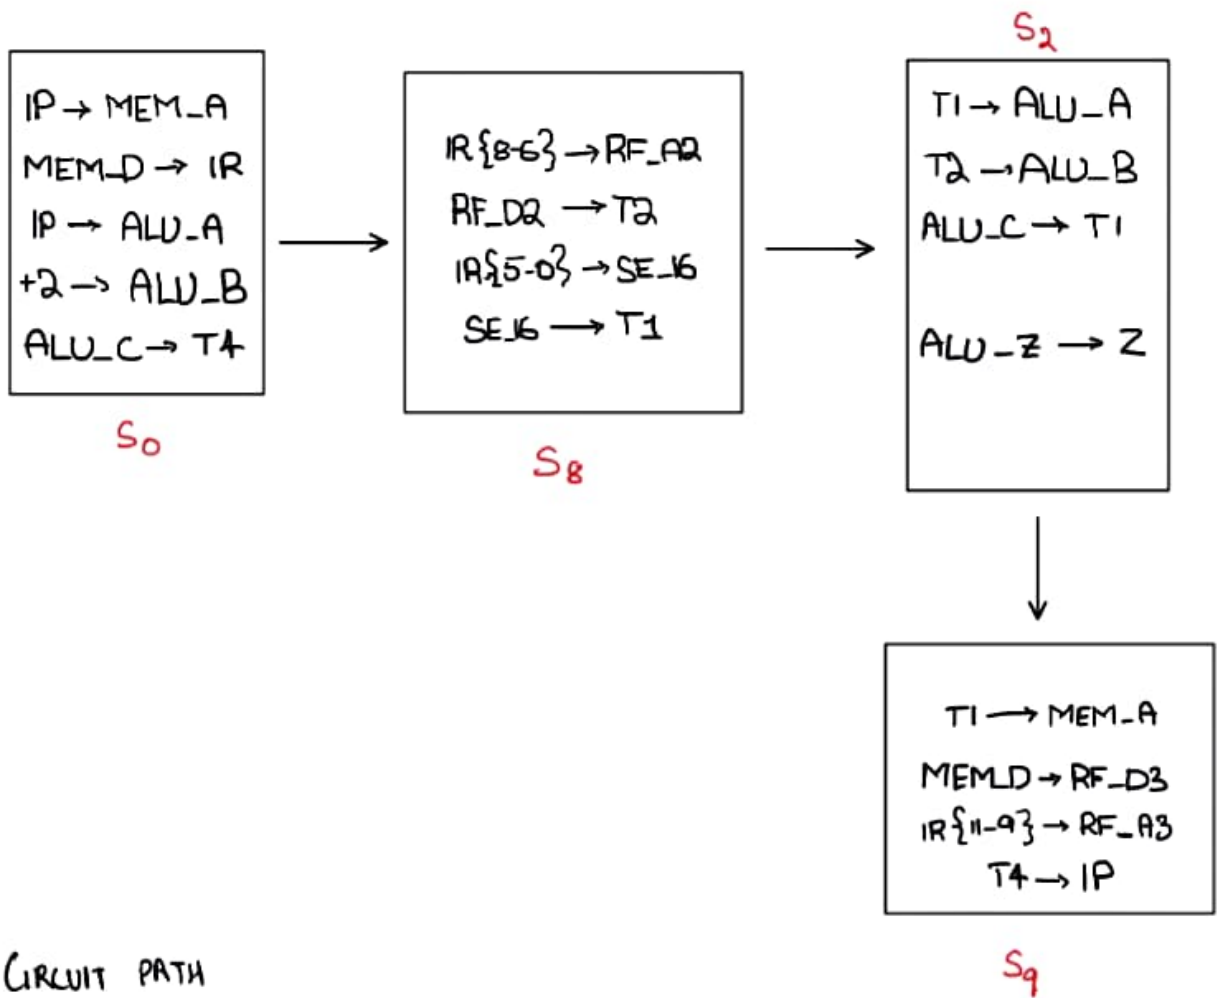 IP → MEM_A
MEM_D → IR
IP → ALU_A
+2 → ALU_B
ALU_C → T4
S0
IR{8-6} → RF_A2
RF_D2 → T2
IR{5-0} → SE_16
SE_16 → T1
S8
S2
T1 → ALU_A
T2 → ALU_B
ALU_C → T1
ALU_Z → Z
T1 → MEM_A
MEM_D → RF_D3
IR{11-9} → RF_A3
T4 → IP
S9
CIRCUIT PATH